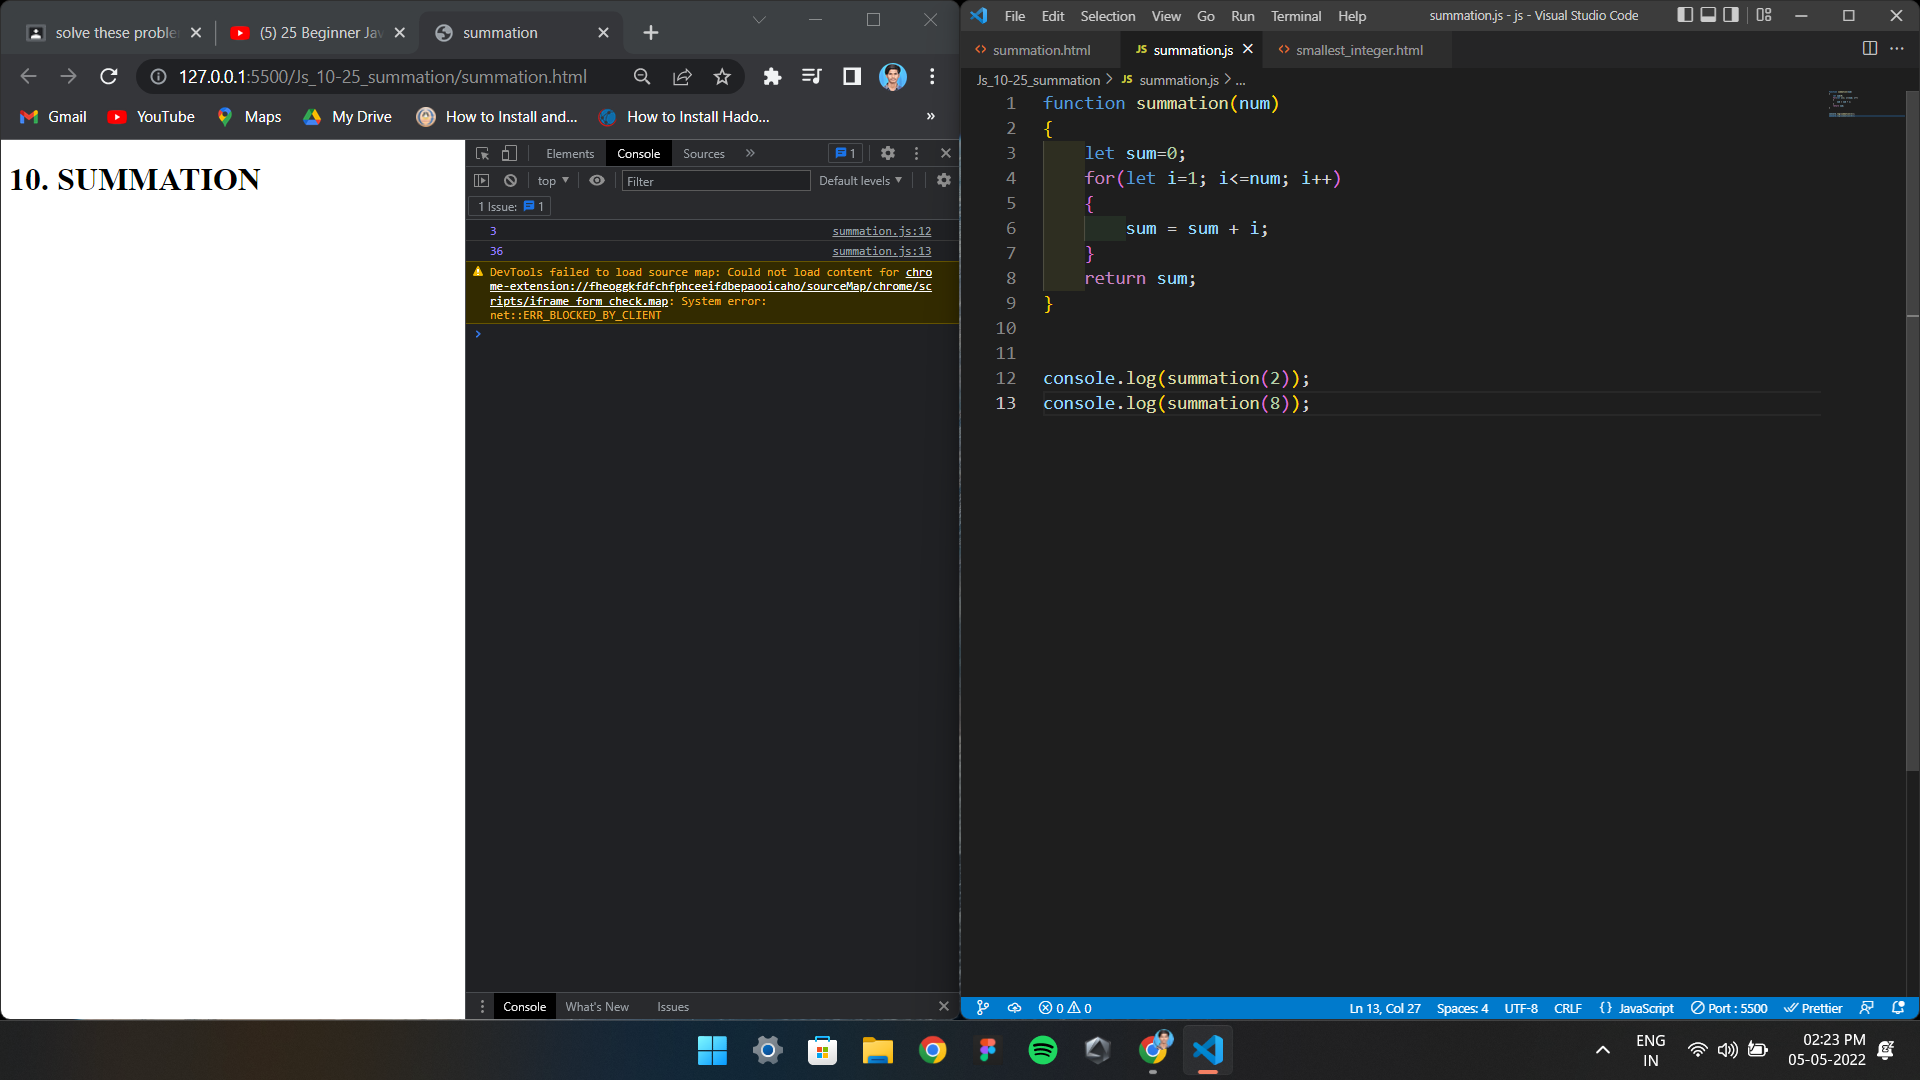 solve these proble
(5) 25 Beginner Jav
summation
127.0.0.1:5500/Js_10-25_summation/summation.html
Gmail
YouTube
Maps
My Drive
How to Install and...
How to Install Hado...
»
10. SUMMATION
Elements
Console
Sources
»
1
top
Filter
Default levels
1 Issue: 1
3 summation.js:12
36 summation.js:13
DevTools failed to load source map: Could not load content for chro
me-extension://fheoggkfdfchfphceeifdbepaooicaho/sourceMap/chrome/sc
ripts/iframe_form_check.map: System error:
net::ERR_BLOCKED_BY_CLIENT
>
Console
What's New
Issues
File Edit Selection View Go Run Terminal Help
summation.js - js - Visual Studio Code
summation.html
JS summation.js
smallest_integer.html
Js_10-25_summation > JS summation.js > ...
1 function summation(num)
2 {
3 let sum=0;
4 for(let i=1; i<=num; i++)
5 {
6 sum = sum + i;
7 }
8 return sum;
9 }
10
11
12 console.log(summation(2));
13 console.log(summation(8));
0 0
Ln 13, Col 27
Spaces: 4
UTF-8
CRLF
{} JavaScript
Port : 5500
Prettier
ENG
IN
02:23 PM
05-05-2022